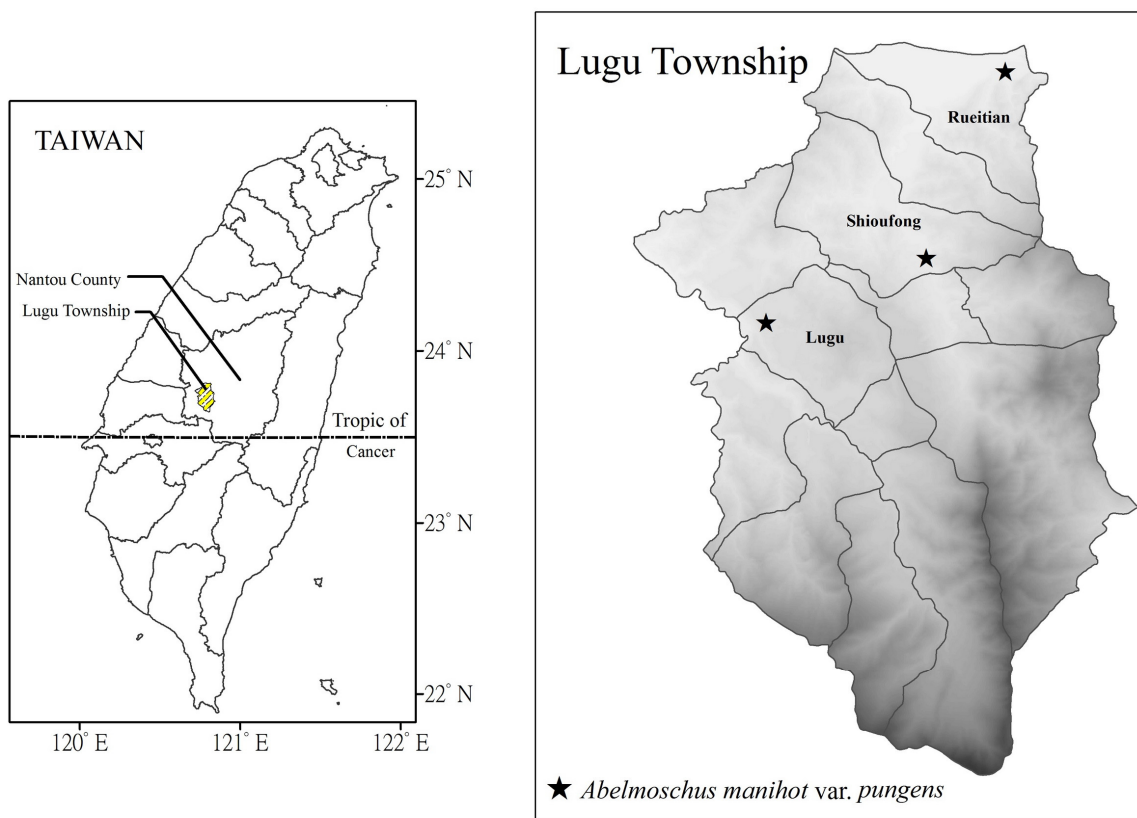 TAIWAN
25° N
Nantou County
Lugu Township
24° N
Tropic of
Cancer
23° N
22° N
120° E
121° E
122° E
Lugu Township
Rueitian
Shioufong
Lugu
★ Abelmoschus manihot var. pungens